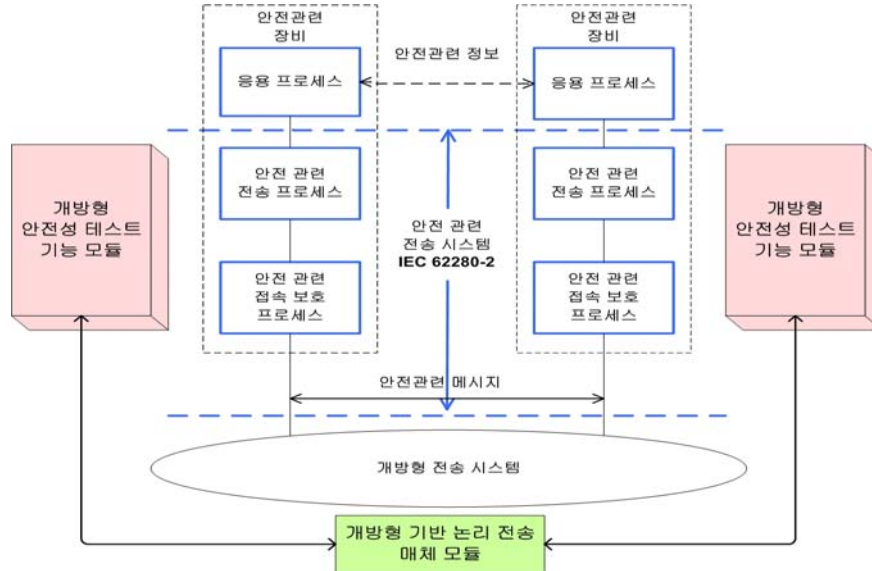 안전관련
장비
안전관련
장비
안전관련 정보
응용 프로세스
응용 프로세스
개방형
안전성 테스트
기능 모듈
안전 관련
전송 프로세스
안전 관련
전송 시스템
IEC 62280-2
안전 관련
전송 프로세스
개방형
안전성 테스트
기능 모듈
안전 관련
접속 보호
프로세스
안전 관련
접속 보호
프로세스
안전관련 메시지
개방형 전송 시스템
개방형 기반 논리 전송
매체 모듈